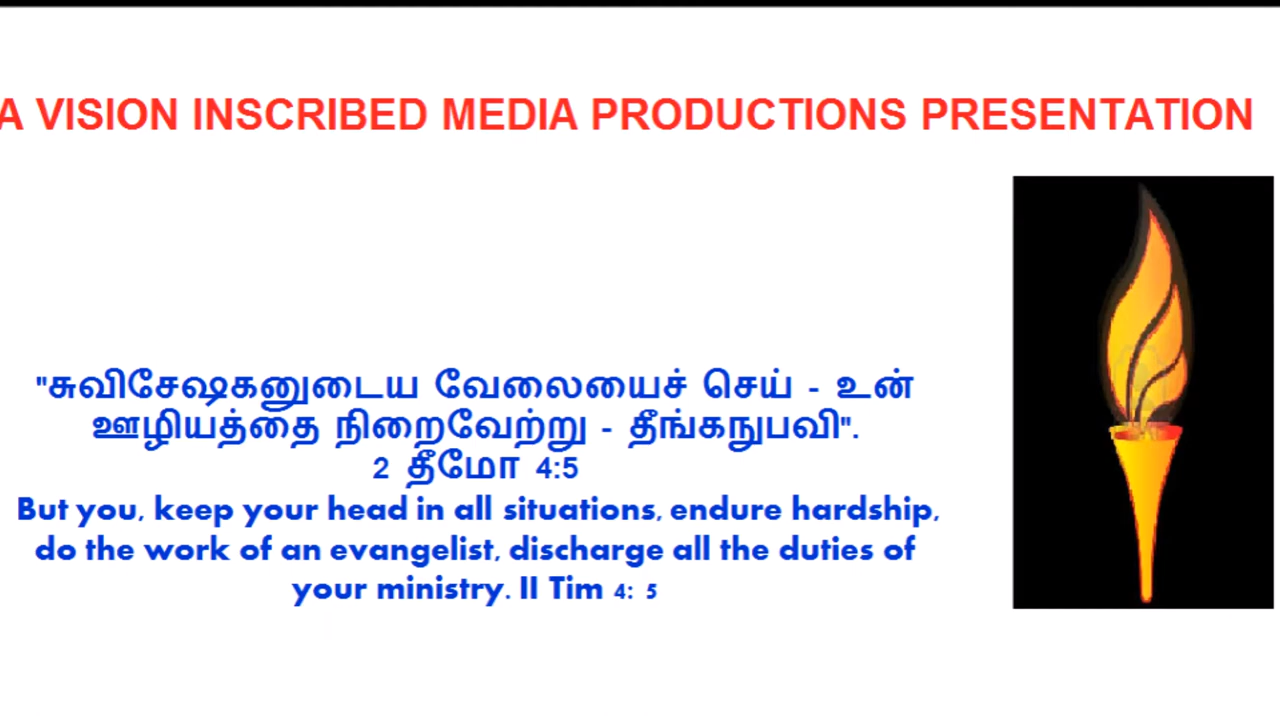 A VISION INSCRIBED MEDIA PRODUCTIONS PRESENTATION
"சுவிசேஷகனுடைய வேலையைச் செய் - உன்
ஊழியத்தை நிறைவேற்று - தீங்கநுபவி".
2 தீமோ 4:5
But you, keep your head in all situations, endure hardship,
do the work of an evangelist, discharge all the duties of
your ministry. II Tim 4: 5